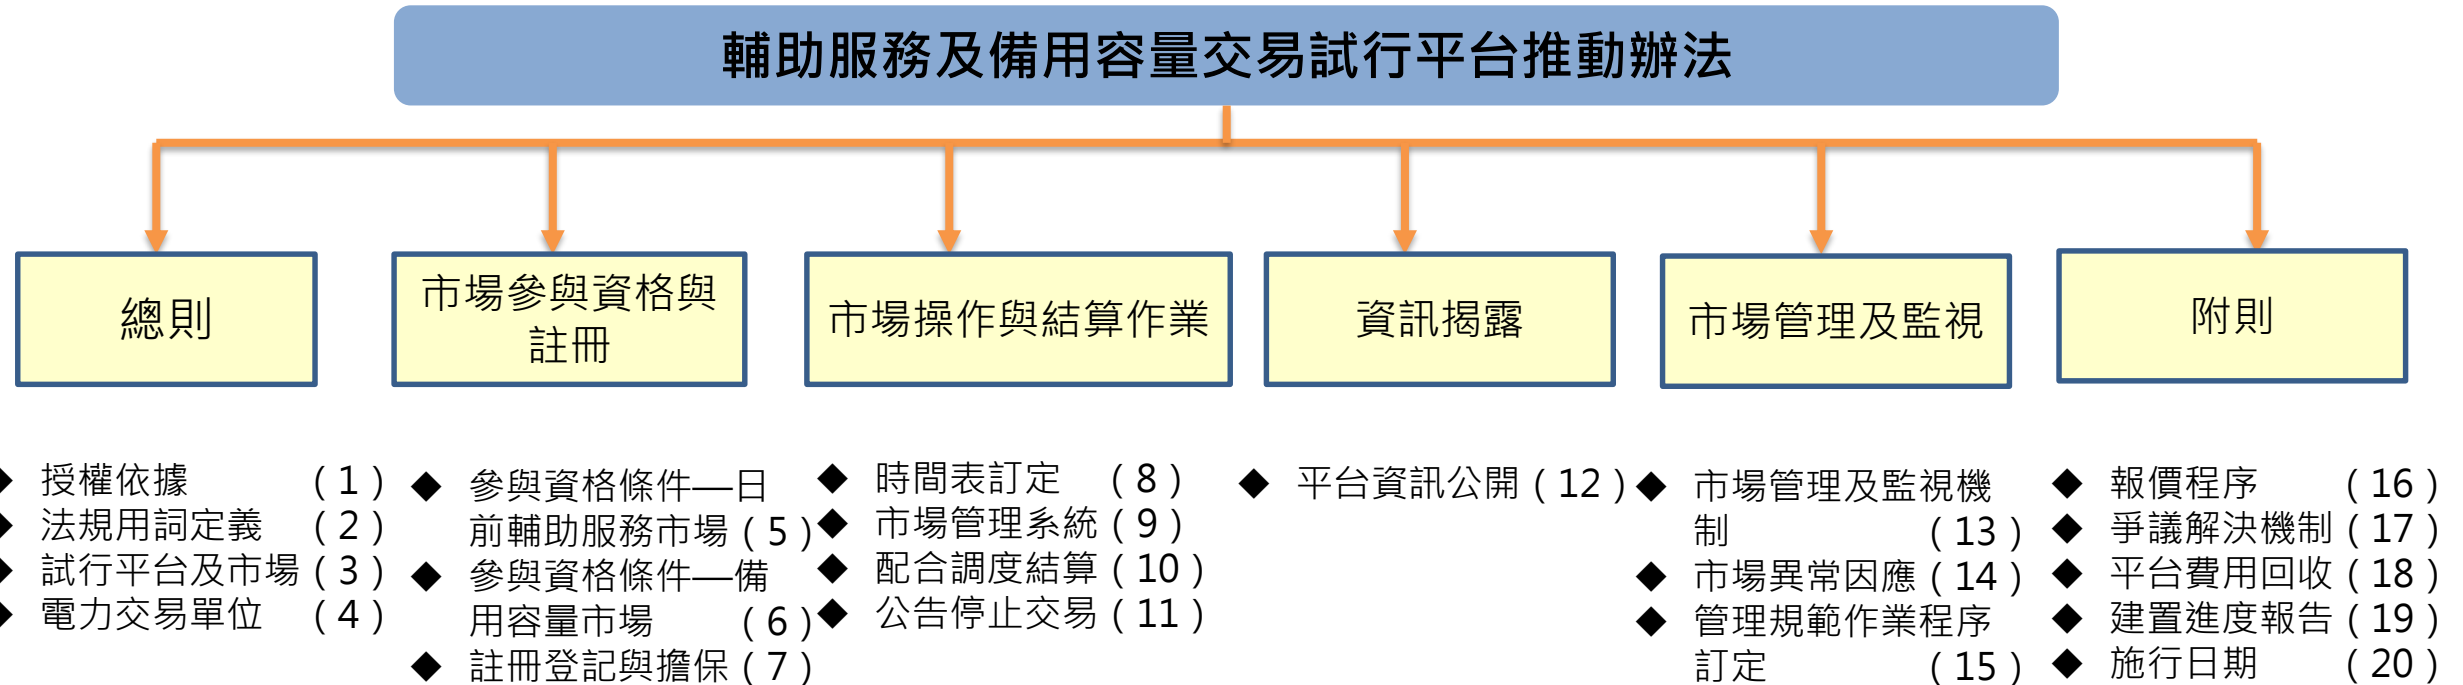 輔助服務及備用容量交易試行平台推動辦法
總則
市場參與資格與
註冊
市場操作與結算作業
資訊揭露
市場管理及監視
附則
◆ 授權依據 (1)
◆ 法規用詞定義 (2)
◆ 試行平台及市場(3)
◆ 電力交易單位 (4)
◆ 參與資格條件—日
前輔助服務市場(5)
◆ 參與資格條件—備
用容量市場 (6)
◆ 註冊登記與擔保(7)
◆ 時間表訂定 (8)
◆ 市場管理系統(9)
◆ 配合調度結算(10)
◆ 公告停止交易(11)
◆ 平台資訊公開(12)
◆ 市場管理及監視機
制 (13)
◆ 市場異常因應(14)
◆ 管理規範作業程序
訂定 (15)
◆ 報價程序 (16)
◆ 爭議解決機制(17)
◆ 平台費用回收(18)
◆ 建置進度報告(19)
◆ 施行日期 (20)